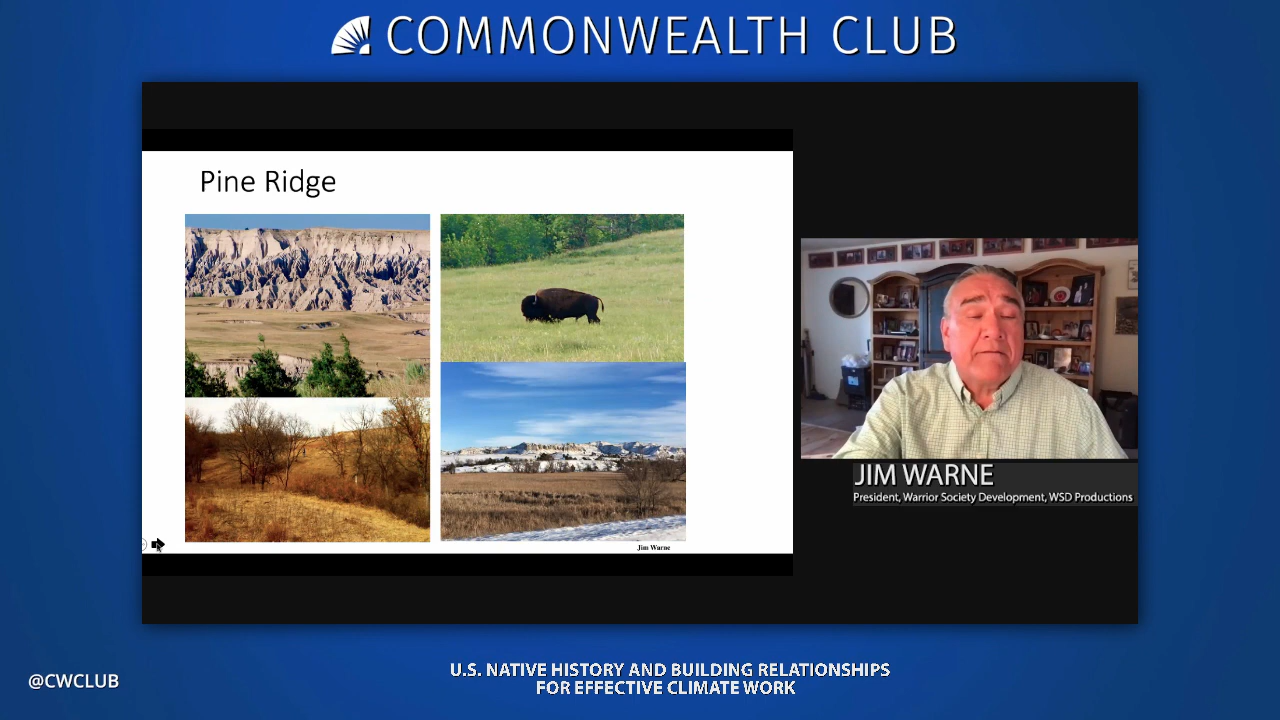 COMMONWEALTH CLUB
Pine Ridge
Jim Warne
JIM WARNE
President, Warrior Society Development, WSD Productions
@CWCLUB
U.S. NATIVE HISTORY AND BUILDING RELATIONSHIPS
FOR EFFECTIVE CLIMATE WORK